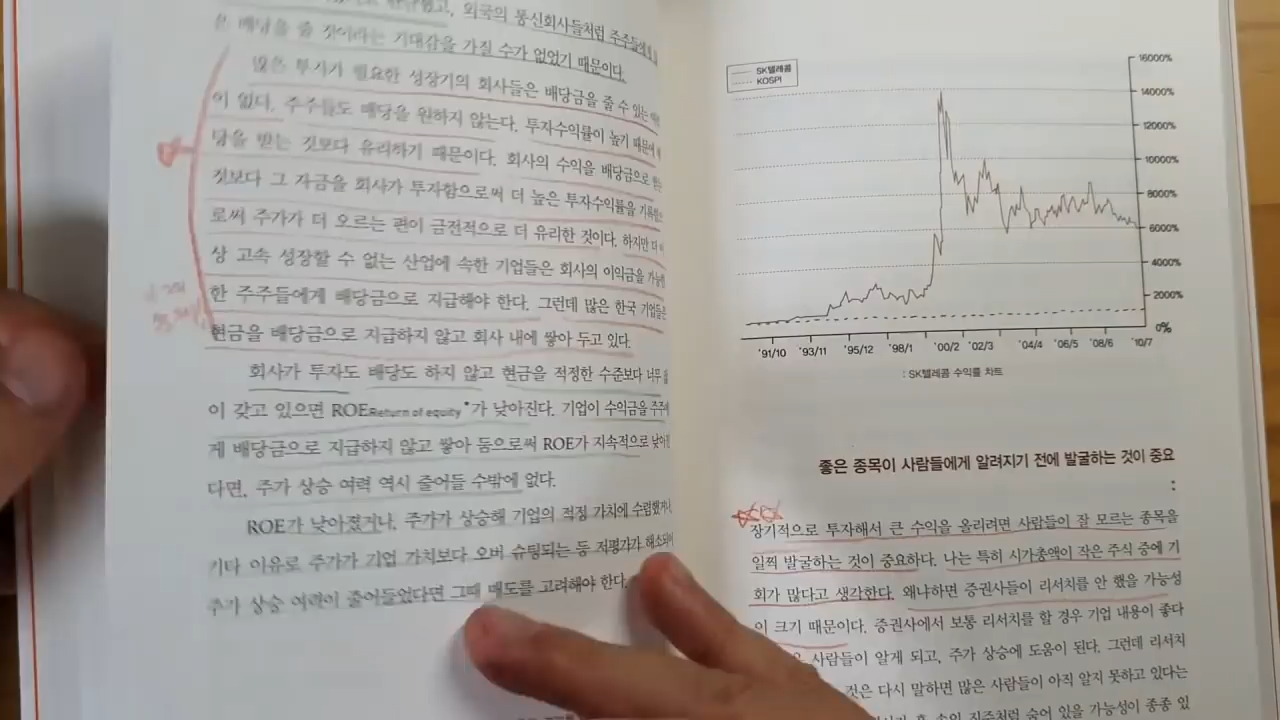 외국의 통신회사들처럼 주주들에게
배당을 줄 것이라는 기대감을 가질 수가 없었기 때문이다.
많은 투자가 필요한 성장기의 회사들은 배당금을 줄 수 있는
이 없다. 주주들도 배당을 원하지 않는다. 투자수익률이 높기 때문에
당을 받는 것보다 유리하기 때문이다. 회사의 수익을 배당금으로
것보다 그 자금을 회사가 투자함으로써 더 높은 투자수익률을
로써 주가가 더 오르는 편이 금전적으로 더 유리한 것이다. 하지만 더 이
상 고속 성장할 수 없는 산업에 속한 기업들은 회사의 이익금을 가능한
한 주주들에게 배당금으로 지급해야 한다. 그런데 많은 한국 기업들은
현금을 배당금으로 지급하지 않고 회사 내에 쌓아 두고 있다.
회사가 투자도 배당도 하지 않고 현금을 적정한 수준보다 너무
이 갖고 있으면 ROE Return of equity*가 낮아진다. 기업이 수익금을 주주에
게 배당금으로 지급하지 않고 쌓아 둠으로써 ROE가 지속적으로
다면, 주가 상승 여력 역시 줄어들 수밖에 없다.
ROE가 낮아졌거나, 주가가 상승해 기업의 적정 가치에 수렴했거나
기타 이유로 주가가 기업 가치보다 오버 슈팅되는 등 저평가가 해소되어
주가 상승 여력이 줄어들었다면 그때 매도를 고려해야 한다.
SK텔레콤
KOSPI
16000%
14000%
12000%
10000%
8000%
6000%
4000%
2000%
0%
'91/10 '93/11 '95/12 '98/1 '00/2 '02/3 '04/4 '06/5 '08/6 '10/7
: SK텔레콤 수익률 차트
좋은 종목이 사람들에게 알려지기 전에 발굴하는 것이 중요
:
장기적으로 투자해서 큰 수익을 올리려면 사람들이 잘 모르는 종목을
일찍 발굴하는 것이 중요하다. 나는 특히 시가총액이 작은 주식 중에 기
회가 많다고 생각한다. 왜냐하면 증권사들이 리서치를 안 했을 가능성
이 크기 때문이다. 증권사에서 보통 리서치를 할 경우 기업 내용이 좋다
사람들이 알게 되고, 주가 상승에 도움이 된다. 그런데 리서치
것은 다시 말하면 많은 사람들이 아직 알지 못하고 있다는
속의 진주처럼 숨어 있을 가능성이 종종 있